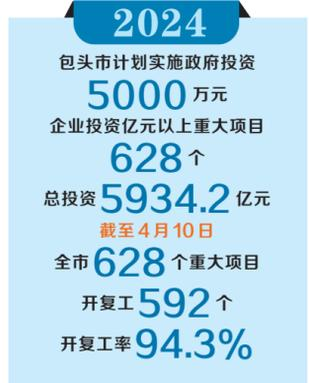 2024
包头市计划实施政府投资
5000万元
企业投资亿元以上重大项目
628个
总投资5934.2亿元
截至4月10日
全市628个重大项目
开复工592个
开复工率94.3%